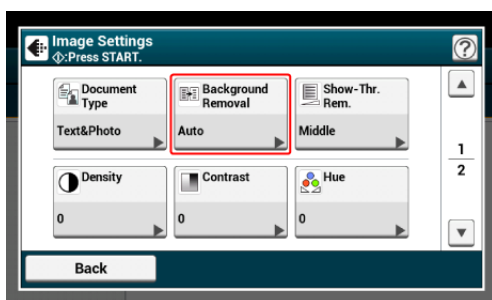 Image Settings
:Press START.
?
Document
Type
Background
Removal
Show-Thr.
Rem.
Text&Photo
Auto
Middle
1
2
Density
Contrast
Hue
0
0
0
Back